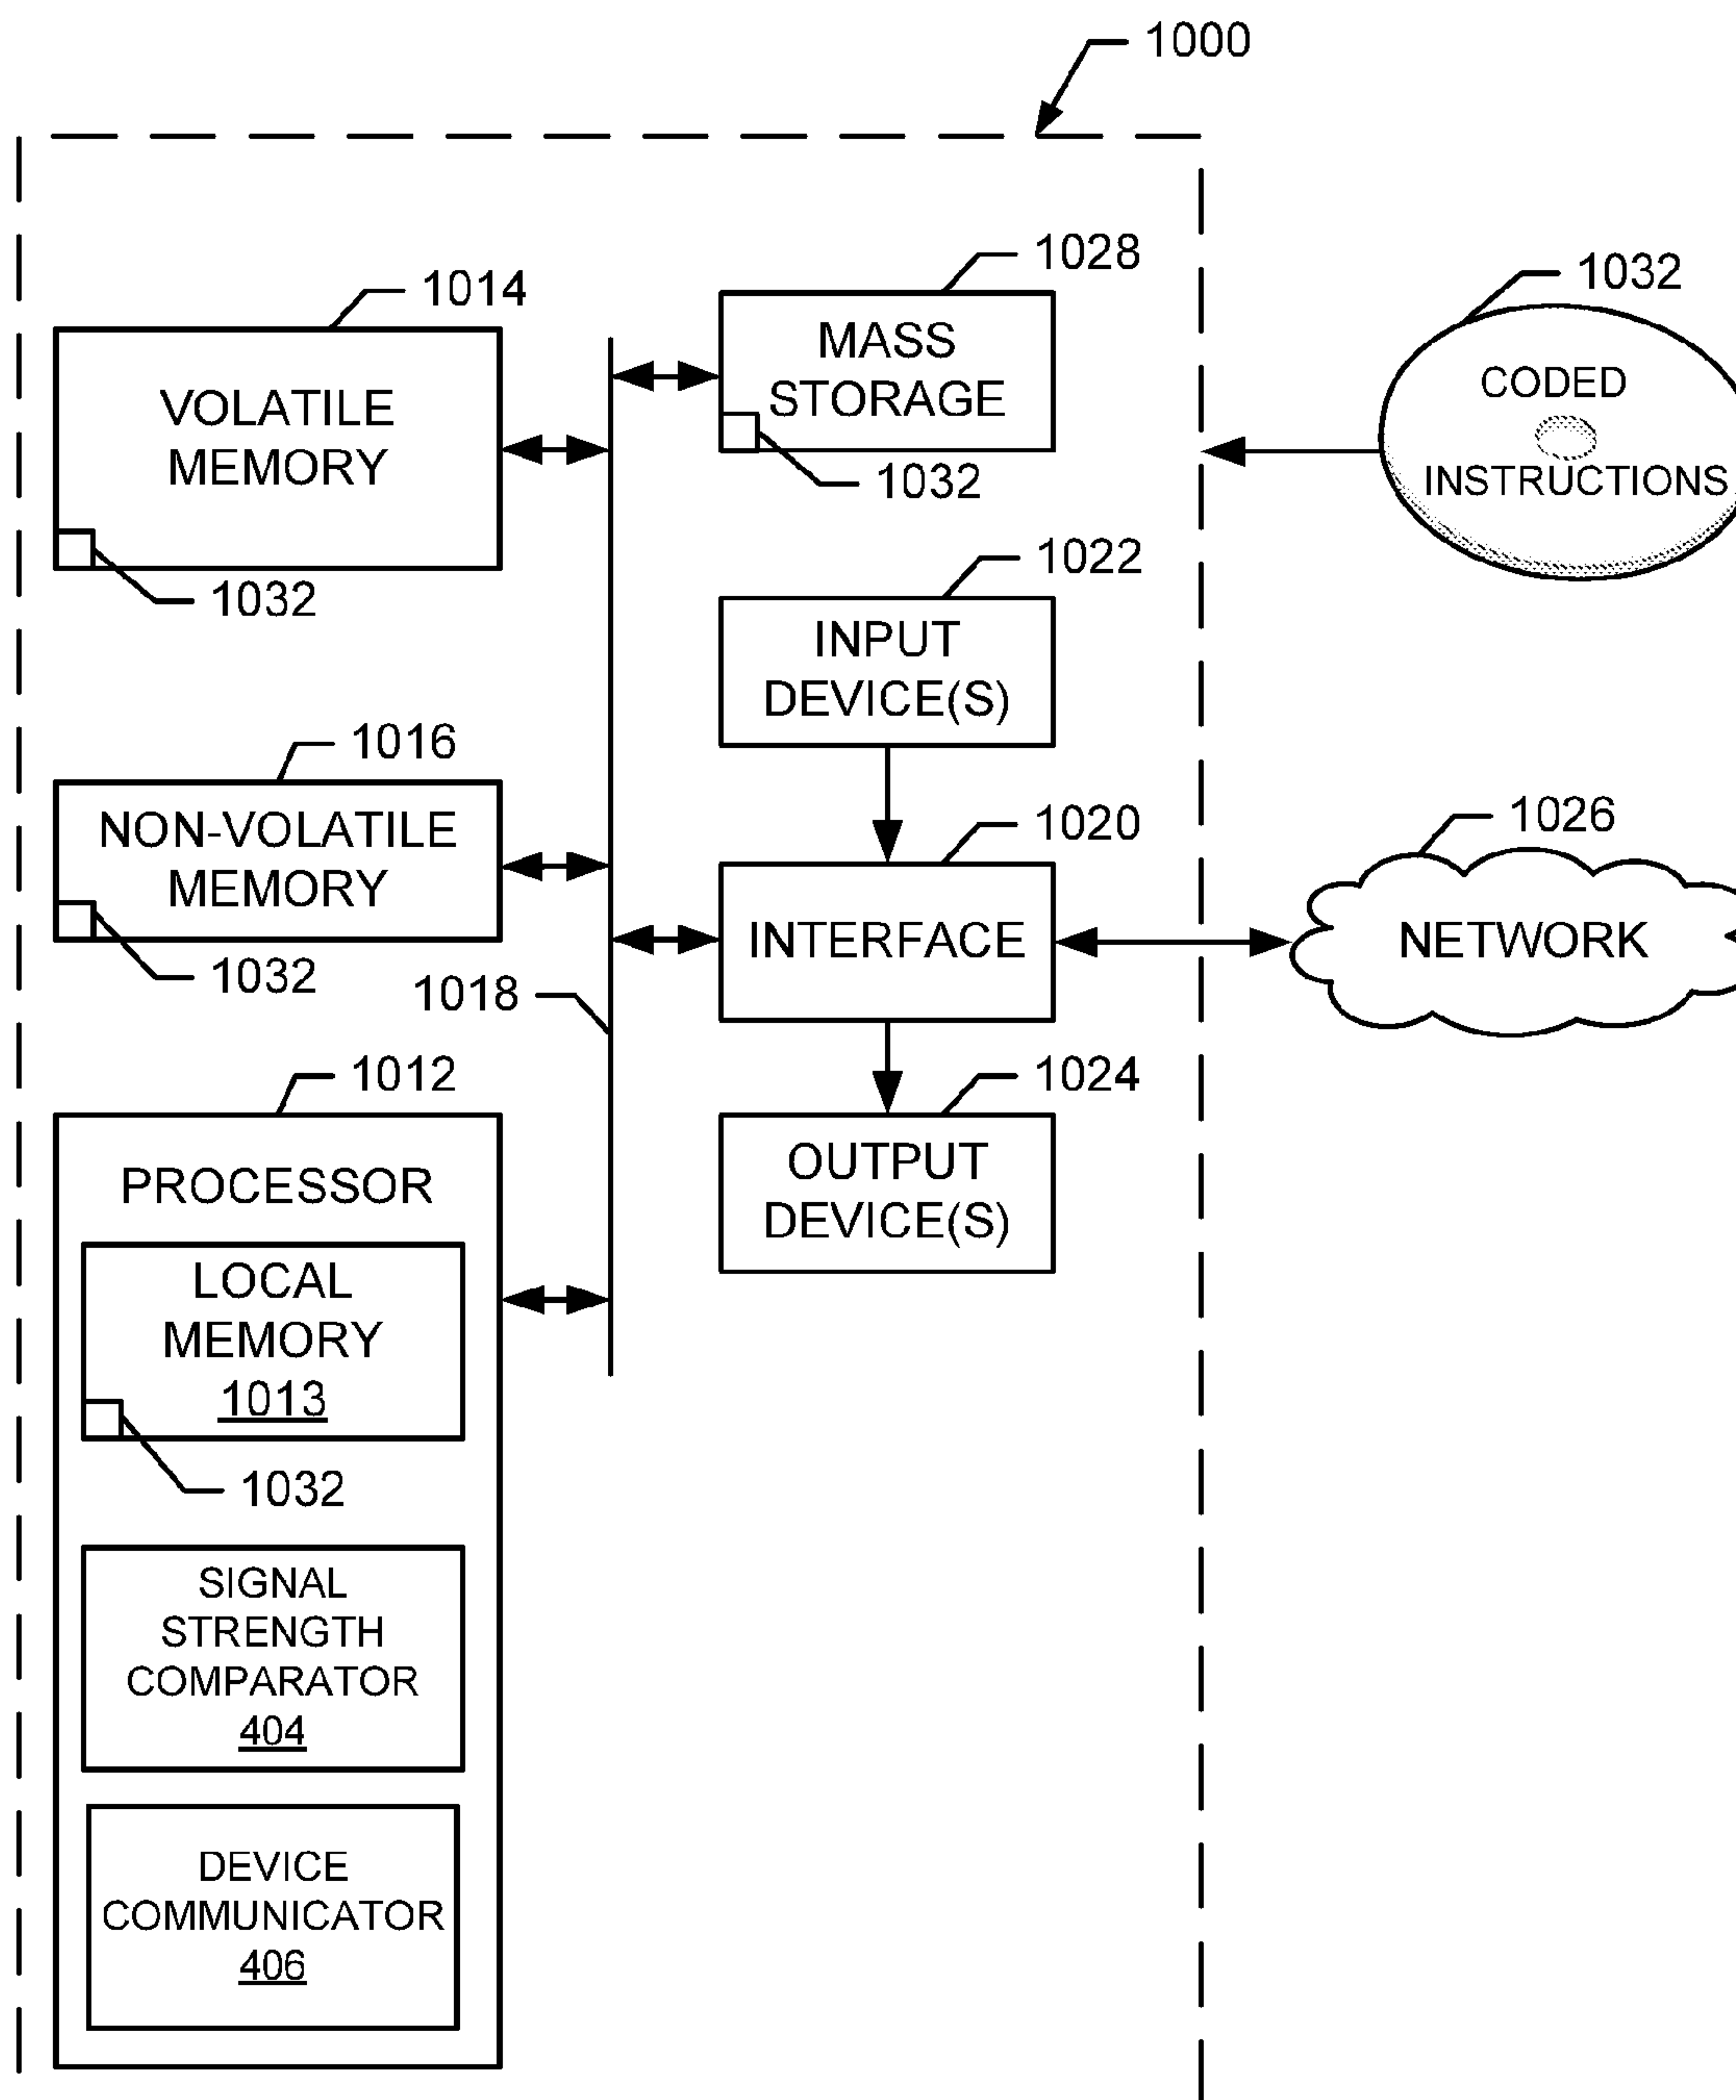 1000
1028
1014
1032
MASS
STORAGE
VOLATILE
MEMORY
CODED
INSTRUCTIONS
1032
1032
1022
INPUT
DEVICE(S)
1016
NON-VOLATILE
MEMORY
1020
1026
INTERFACE
NETWORK
1032
1018
1012
1024
PROCESSOR
OUTPUT
DEVICE(S)
LOCAL
MEMORY
1013
1032
SIGNAL
STRENGTH
COMPARATOR
404
DEVICE
COMMUNICATOR
406